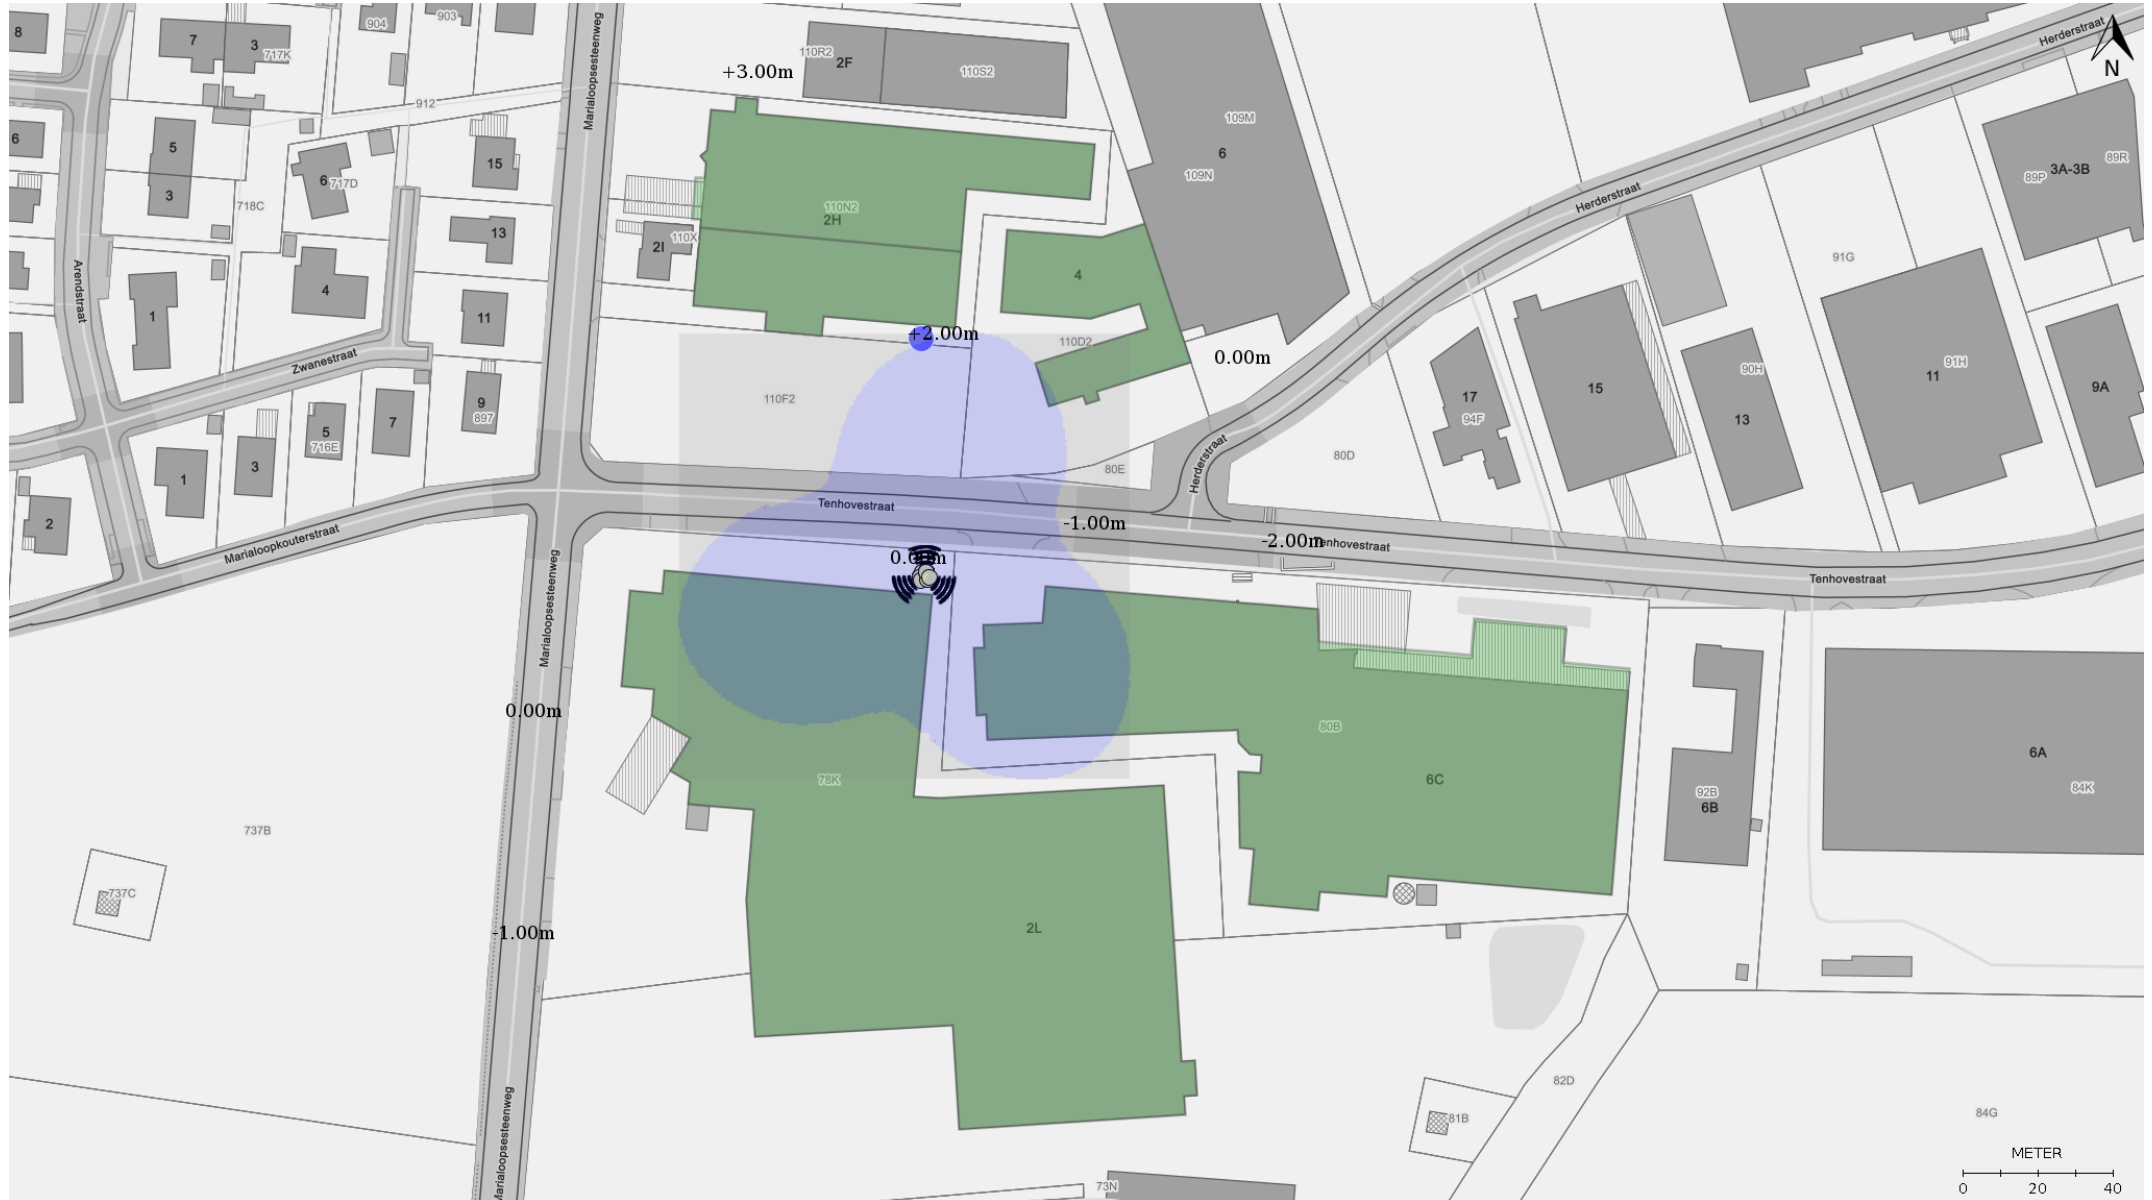 8
7
3
717K
904
903
Marialoopsesteenweg
+3.00m
110R2
2F
110S2
109M
6
109N
Herderstraat
N
3A-3B
89R
89P
6
912
5
3
718C
6
717D
15
13
2I
110X
110N2
2H
4
Herderstraat
91G
Arendstraat
1
4
11
Zwanestraat
+2.00m
110D2
0.00m
110F2
17
94F
15
90H
13
91H
11
9A
9
897
7
5
716E
3
1
2
Marialoopkouterstraat
80E
Herderstraat
80D
Tenhovestraat
-1.00m
-2.00m
Tenhovestraat
Tenhovestraat
Marialoopsesteenweg
0.00m
78K
80B
6C
92B
6B
6A
84K
737B
737C
-1.00m
2L
82D
81B
84G
Marialoopsesteenweg
73N
METER
0 20 40